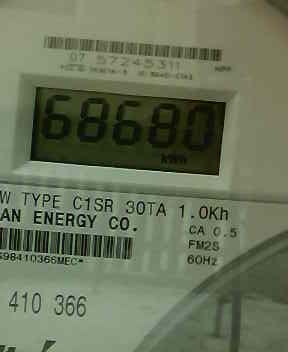 07 57245311
68680
kWh
W TYPE C1SR 30TA 1.0Kh
AN ENERGY CO.
CA 0.5
FM2S
60Hz
S98410366MEC*
410 366